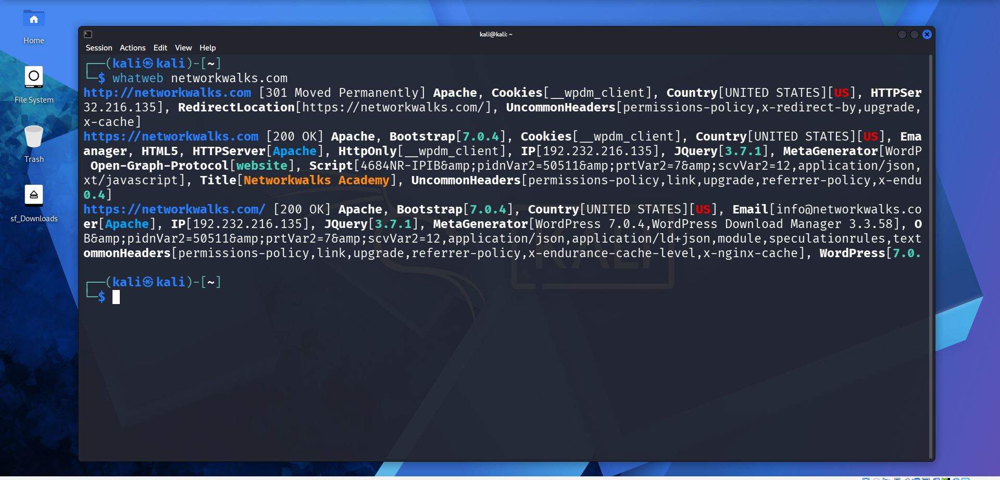 Home
File System
Trash
sf_Downloads
kali@kali: ~
Session Actions Edit View Help
┌──(kali㉿kali)-[~]
└─$ whatweb networkwalks.com
http://networkwalks.com [301 Moved Permanently] Apache, Cookies[__wpdm_client], Country[UNITED STATES][US], HTTPSer
32.216.135], RedirectLocation[https://networkwalks.com/], UncommonHeaders[permissions-policy,x-redirect-by,upgrade,
x-cache]
https://networkwalks.com [200 OK] Apache, Bootstrap[7.0.4], Cookies[__wpdm_client], Country[UNITED STATES][US], Ema
anager, HTML5, HTTPServer[Apache], HttpOnly[__wpdm_client], IP[192.232.216.135], JQuery[3.7.1], MetaGenerator[WordP
Open-Graph-Protocol[website], Script[4684NR-IPIB&amp;pidnVar2=50511&amp;prtVar2=7&amp;scvVar2=12,application/json,
xt/javascript], Title[Networkwalks Academy], UncommonHeaders[permissions-policy,link,upgrade,referrer-policy,x-endu
0.4]
https://networkwalks.com/ [200 OK] Apache, Bootstrap[7.0.4], Country[UNITED STATES][US], Email[info@networkwalks.co
er[Apache], IP[192.232.216.135], JQuery[3.7.1], MetaGenerator[WordPress 7.0.4,WordPress Download Manager 3.3.58], O
B&amp;pidnVar2=50511&amp;prtVar2=7&amp;scvVar2=12,application/json,application/ld+json,module,speculationrules,text
ommonHeaders[permissions-policy,link,upgrade,referrer-policy,x-endurance-cache-level,x-nginx-cache], WordPress[7.0.
┌──(kali㉿kali)-[~]
└─$
KALI